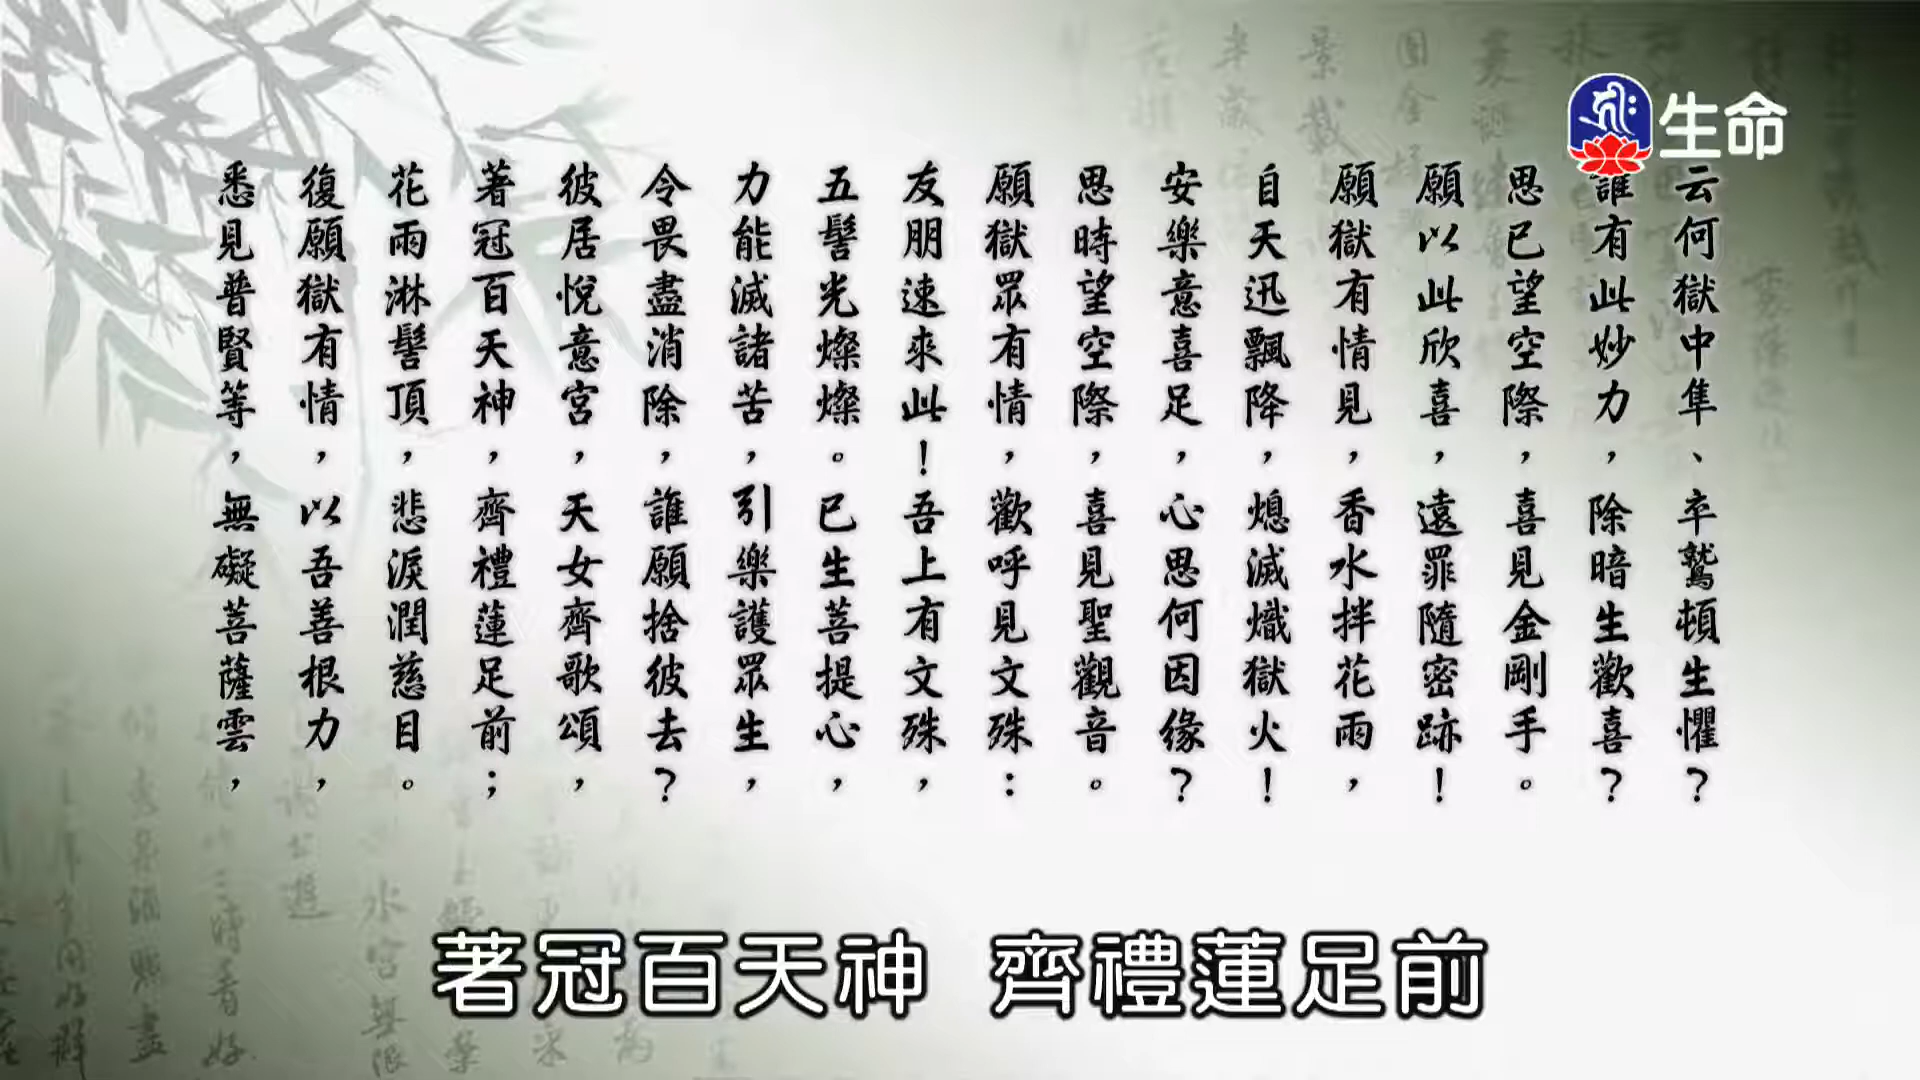 生命
云何獄中隼、卒鷲頓生懼？
誰有此妙力，除暗生歡喜？
思已望空際，喜見金剛手。
願以此欣喜，遠罪隨密跡！
願獄有情見，香水拌花雨，
自天迅飄降，熄滅熾獄火！
安樂意喜足，心思何因緣？
思時望空際，喜見聖觀音。
願獄眾有情，歡呼見文殊：
友朋速來此！吾上有文殊，
五髻光燦燦。已生菩提心，
力能滅諸苦，引樂護眾生，
令畏盡消除，誰願捨彼去？
彼居悅意宮，天女齊歌頌，
著冠百天神，齊禮蓮足前；
花雨淋髻頂，悲淚潤慈目。
復願獄有情，以吾善根力，
悉見普賢等，無礙菩薩雲，
著冠百天神 齊禮蓮足前